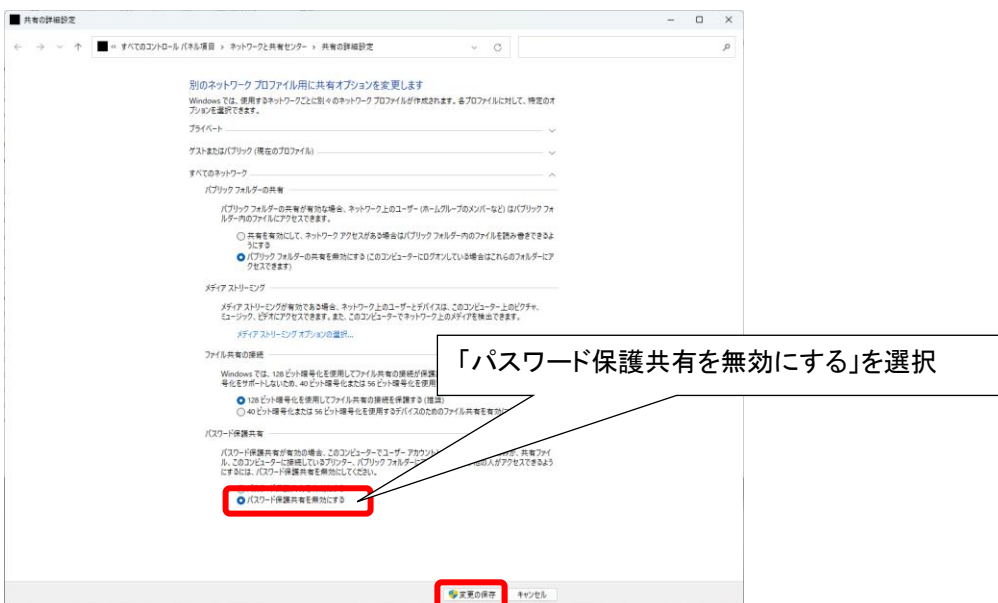 共有の詳細設定
« すべてのコントロール パネル項目 › ネットワークと共有センター › 共有の詳細設定
別のネットワーク プロファイル用に共有オプションを変更します
Windows では、使用するネットワークごとに別々のネットワーク プロファイルが作成されます。各プロファイルに対して、特定のオ
プションを選択できます。
プライベート
ゲストまたはパブリック (現在のプロファイル)
すべてのネットワーク
パブリック フォルダーの共有
パブリック フォルダーの共有が有効な場合、ネットワーク上のユーザー (ホームグループのメンバーなど) はパブリック フォ
ルダー内のファイルにアクセスできます。
共有を有効にして、ネットワーク アクセスがある場合はパブリック フォルダー内のファイルを読み書きできるよ
うにする
パブリック フォルダーの共有を無効にする (このコンピューターにログオンしている場合はこれらのフォルダーにア
クセスできます)
メディア ストリーミング
メディア ストリーミングが有効である場合、ネットワーク上のユーザーとデバイスは、このコンピューター上のピクチャ、
ミュージック、ビデオにアクセスできます。また、このコンピューターでネットワーク上のメディアを検出できます。
メディア ストリーミング オプションの選択...
「パスワード保護共有を無効にする」を選択
ファイル共有の接続
Windows では、128 ビット暗号化を使用してファイル共有の接続が保護
号化をサポートしないため、40 ビット暗号化または 56 ビット暗号化を使用
128 ビット暗号化を使用してファイル共有の接続を保護する (推奨)
40 ビット暗号化または 56 ビット暗号化を使用するデバイスのためのファイル共有を有効に
パスワード保護共有
パスワード保護共有が有効の場合、このコンピューターでユーザー アカウントと 、共有ファイ
ル、このコンピューターに接続しているプリンター、パブリック フォルダーに 他の人がアクセスできるよう
にするには、パスワード保護共有を無効にしてください。
パスワード保護共有を無効にする
変更の保存 キャンセル